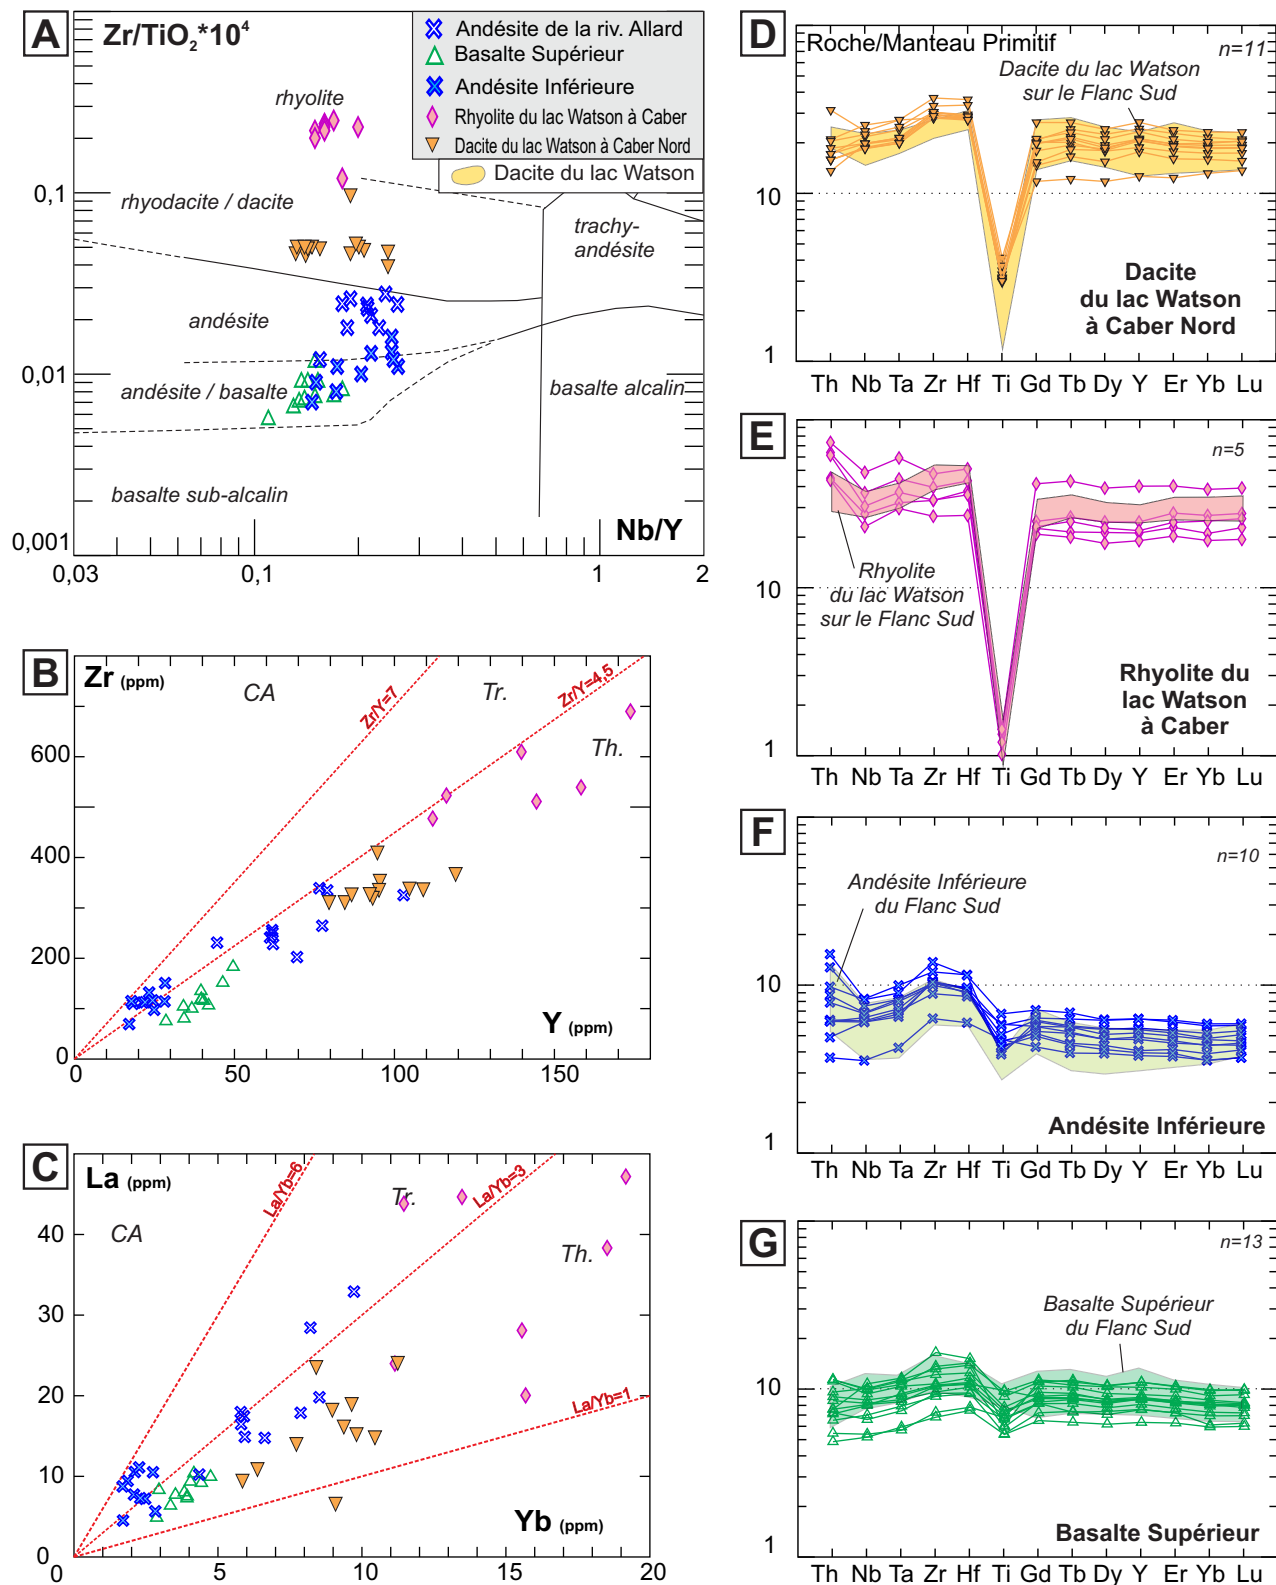 A
Zr/TiO2*10⁴
Andésite de la riv. Allard
Basalte Supérieur
Andésite Inférieure
Rhyolite du lac Watson à Caber
Dacite du lac Watson à Caber Nord
Dacite du lac Watson
rhyolite
0,1
rhyodacite / dacite
trachy-
andésite
andésite
0,01
andésite / basalte
basalte alcalin
basalte sub-alcalin
Nb/Y
0,001
0,03
0,1
1
2
B
Zr (ppm)
CA
Zr/Y=7
Tr.
Zr/Y=4,5
Th.
600
400
200
0
Y (ppm)
0
50
100
150
C
La (ppm)
CA
La/Yb=6
Tr.
La/Yb=3
Th.
La/Yb=1
40
30
20
10
0
Yb (ppm)
0
5
10
15
20
D
Roche/Manteau Primitif
n=11
Dacite du lac Watson
sur le Flanc Sud
10
Dacite
du lac Watson
à Caber Nord
1
Th Nb Ta Zr Hf Ti Gd Tb Dy Y Er Yb Lu
E
n=5
10
Rhyolite
du lac Watson
sur le Flanc Sud
Rhyolite du
lac Watson
à Caber
1
Th Nb Ta Zr Hf Ti Gd Tb Dy Y Er Yb Lu
F
n=10
Andésite Inférieure
du Flanc Sud
10
Andésite Inférieure
1
Th Nb Ta Zr Hf Ti Gd Tb Dy Y Er Yb Lu
G
n=13
Basalte Supérieur
du Flanc Sud
10
Basalte Supérieur
1
Th Nb Ta Zr Hf Ti Gd Tb Dy Y Er Yb Lu